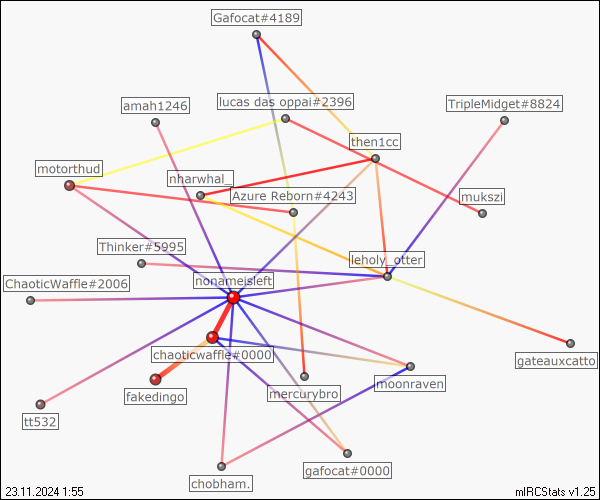 Gafocat#4189
amah1246
lucas das oppai#2396
TripleMidget#8824
then1cc
motorthud
nharwhal_
Azure Reborn#4243
mukszi
Thinker#5995
leholy_otter
ChaoticWaffle#2006
nonameisleft
chaoticwaffle#0000
gateauxcatto
moonraven
fakedingo
mercurybro
tt532
gafocat#0000
chobham.
23.11.2024 1:55
mIRCStats v1.25